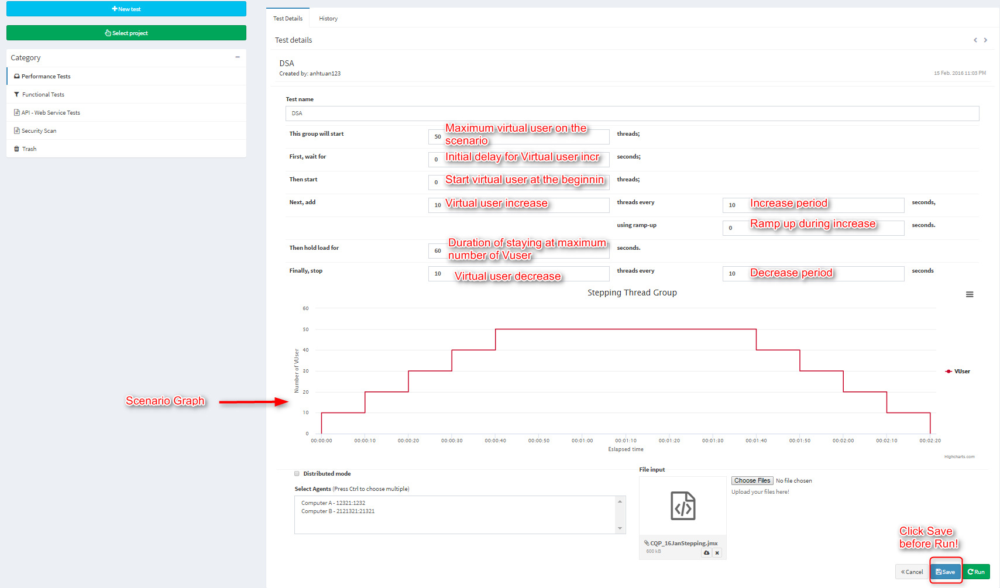 New test
Select project
Category
Performance Tests
Functional Tests
API - Web Service Tests
Security Scan
Trash
Test Details
History
Test details
DSA
Created by: anhtuan123
15 Feb. 2016 11:03 PM
Test name
DSA
This group will start
50
Maximum virtual user on the
scenario
threads;
First, wait for
0
Initial delay for Virtual user incr
seconds;
Then start
0
Start virtual user at the beginnin
threads;
Next, add
10
Virtual user increase
threads every
10
Increase period
seconds,
using ramp-up
0
Ramp up during increase
seconds.
Then hold load for
60
Duration of staying at maximum
number of Vuser
seconds.
Finally, stop
10
Virtual user decrease
threads every
10
Decrease period
seconds
Stepping Thread Group
Number of VUser
60
50
40
30
20
10
0
00:00:00
00:00:10
00:00:20
00:00:30
00:00:40
00:00:50
00:01:00
00:01:10
00:01:20
00:01:30
00:01:40
00:01:50
00:02:00
00:02:10
00:02:20
Eslapsed time
VUser
Highcharts.com
Scenario Graph
Distributed mode
Select Agents (Press Ctrl to choose multiple)
Computer A - 12321:1232
Computer B - 2121321:21321
File input
Choose Files No file chosen
Upload your files here!
CQP_16JanStepping.jmx
600 kB
Click Save
before Run!
« Cancel
Save
Run